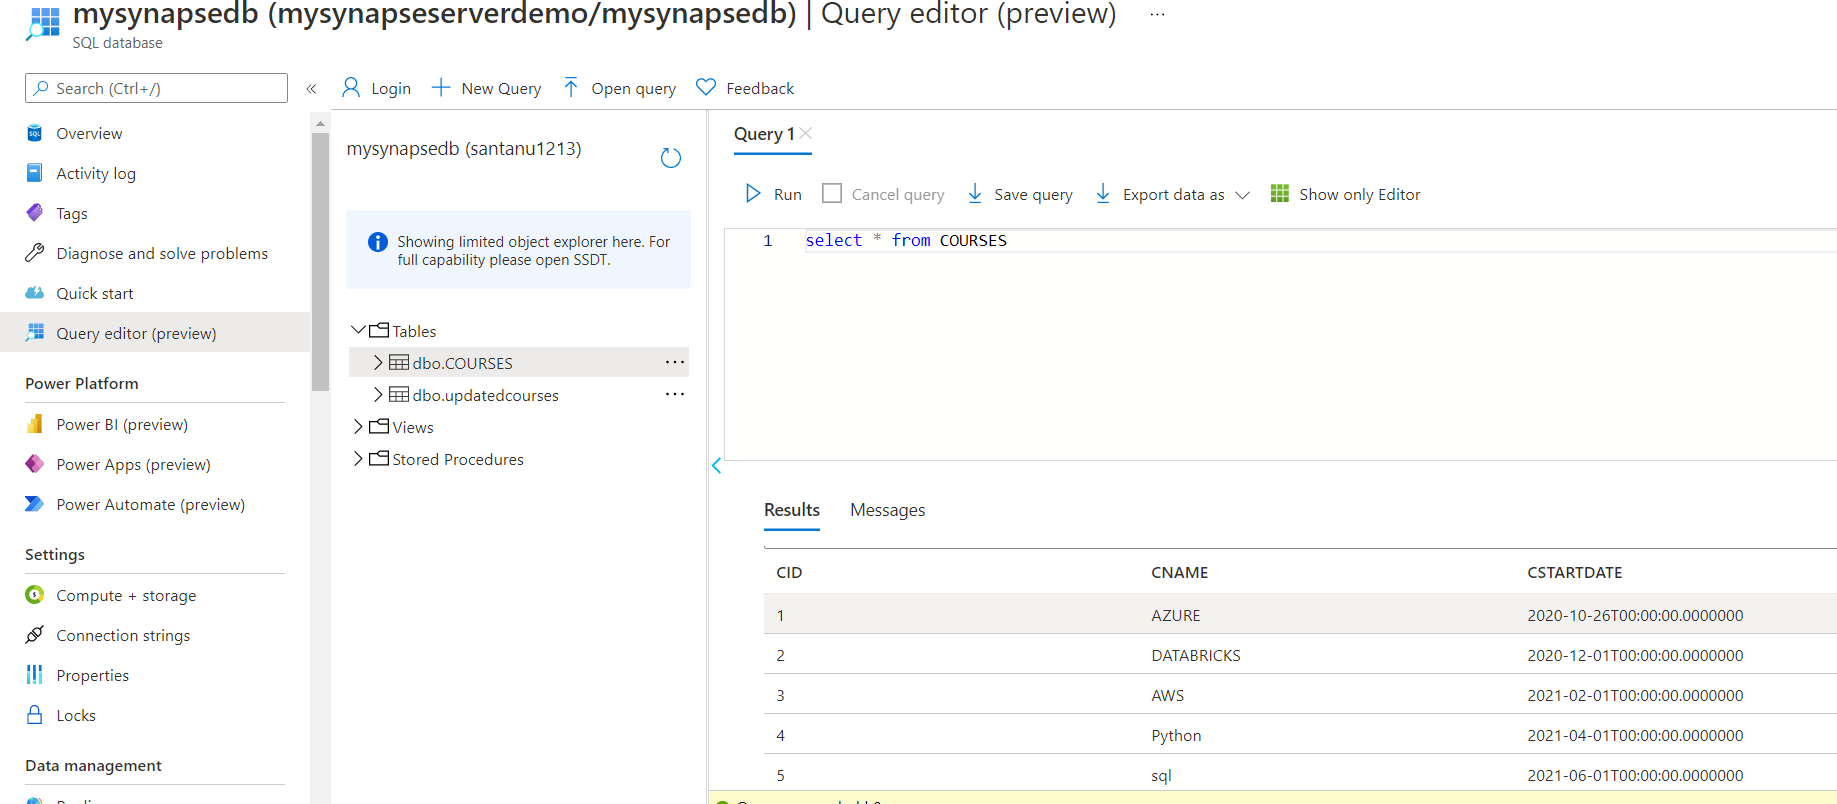 mysynapsedb (mysynapseserverdemo/mysynapsedb) | Query editor (preview) ...
SQL database
Search (Ctrl+/)
«
Login
New Query
Open query
Feedback
Overview
Activity log
Tags
Diagnose and solve problems
Quick start
Query editor (preview)
Power Platform
Power BI (preview)
Power Apps (preview)
Power Automate (preview)
Settings
Compute + storage
Connection strings
Properties
Locks
Data management
mysynapsedb (santanu1213)
Showing limited object explorer here. For
full capability please open SSDT.
Tables
dbo.COURSES ...
dbo.updatedcourses ...
Views
Stored Procedures
Query 1
Run
Cancel query
Save query
Export data as
Show only Editor
1 select * from COURSES
Results
Messages
CID CNAME CSTARTDATE
1 AZURE 2020-10-26T00:00:00.0000000
2 DATABRICKS 2020-12-01T00:00:00.0000000
3 AWS 2021-02-01T00:00:00.0000000
4 Python 2021-04-01T00:00:00.0000000
5 sql 2021-06-01T00:00:00.0000000